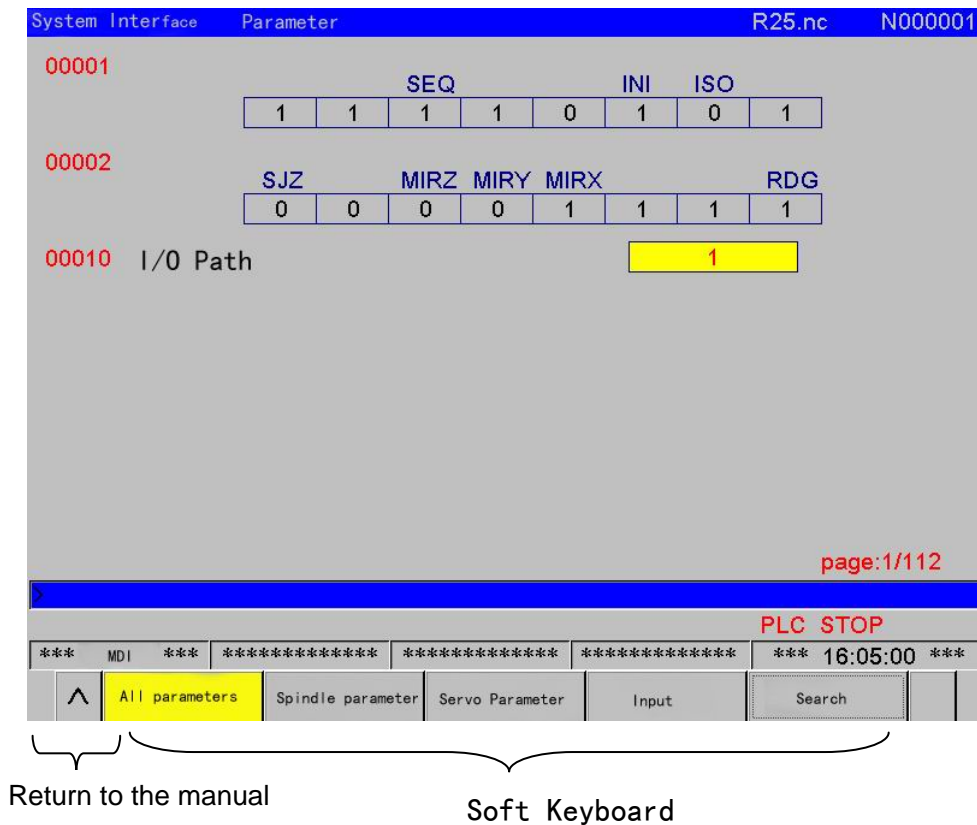 System Interface Parameter R25.nc N000001
00001
SEQ INI ISO
1 1 1 1 0 1 0 1
00002
SJZ MIRZ MIRY MIRX RDG
0 0 0 0 1 1 1 1
00010 I/O Path 1
page:1/112
>
PLC STOP
*** MDI *** ************* ************* ************* *** 16:05:00 ***
^ All parameters Spindle parameter Servo Parameter Input Search
Return to the manual
Soft Keyboard